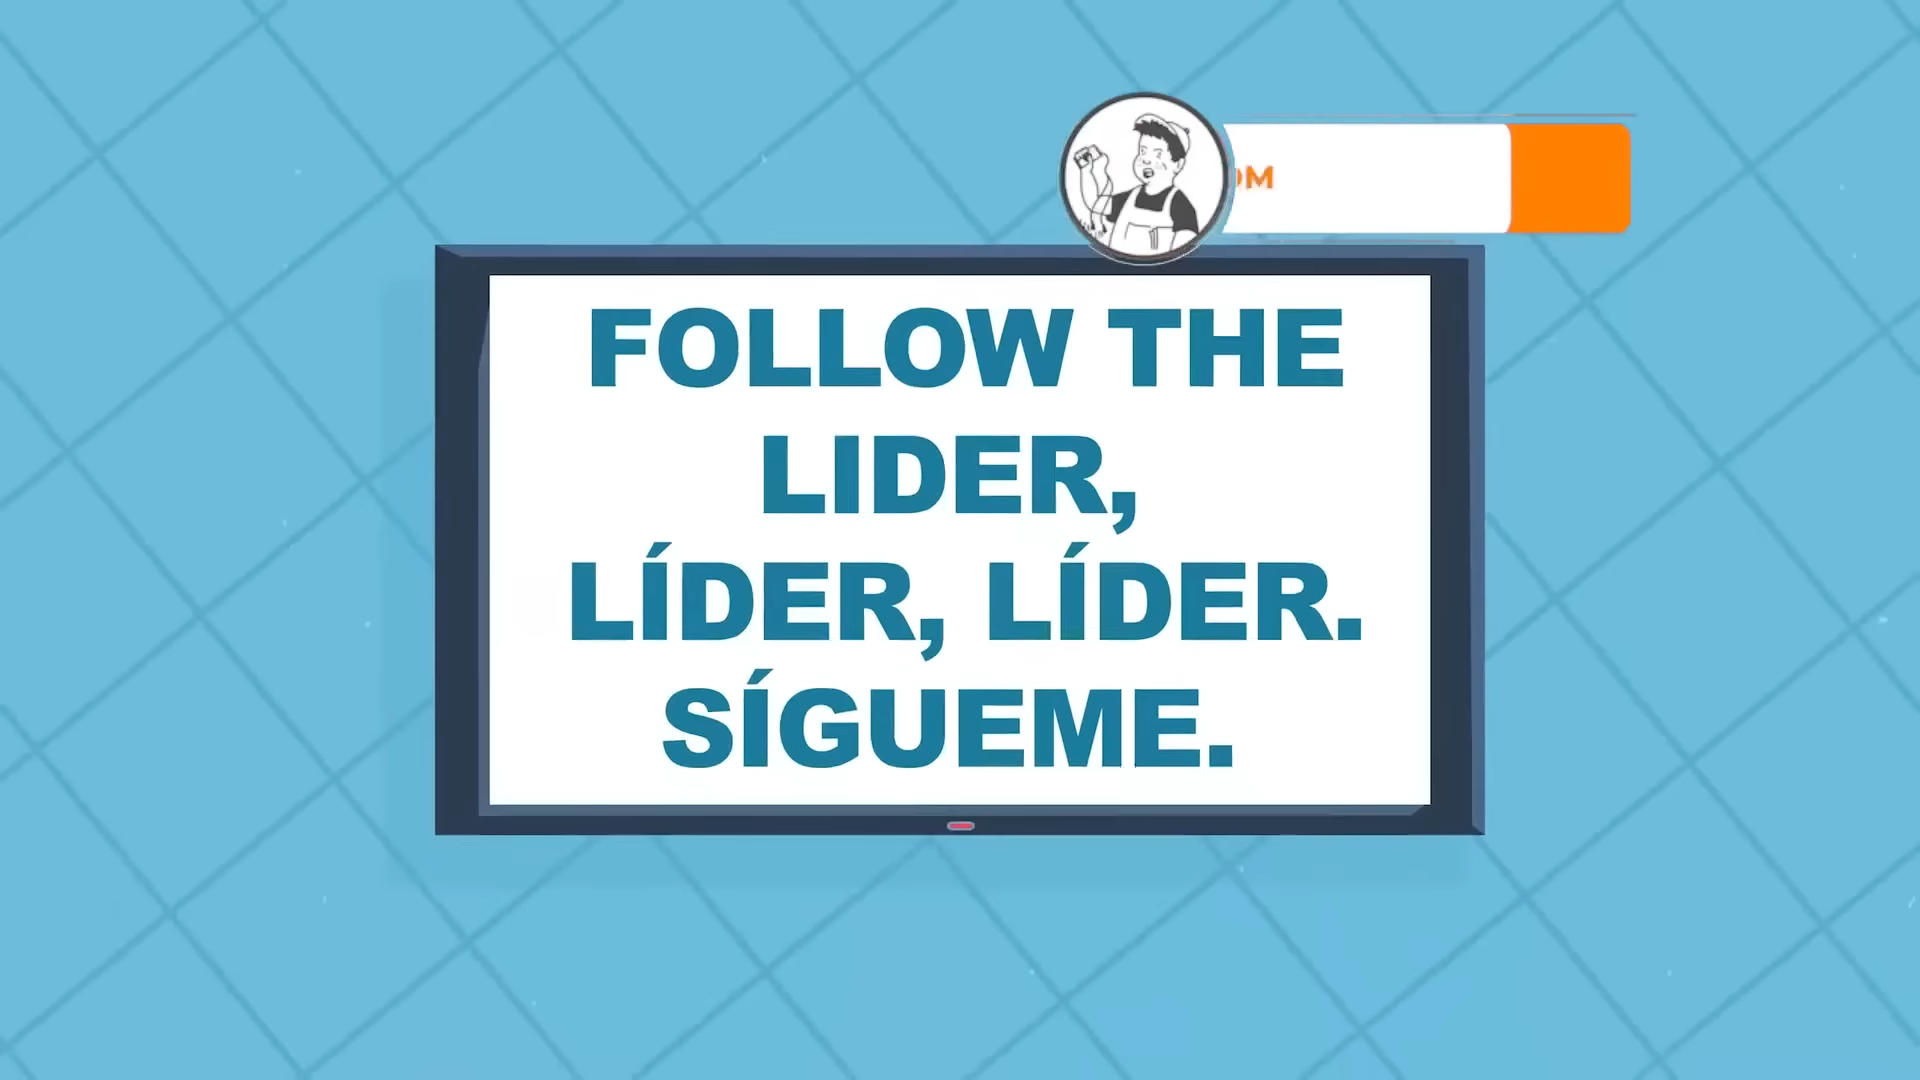 FOLLOW THE
LIDER,
LÍDER, LÍDER.
SÍGUEME.